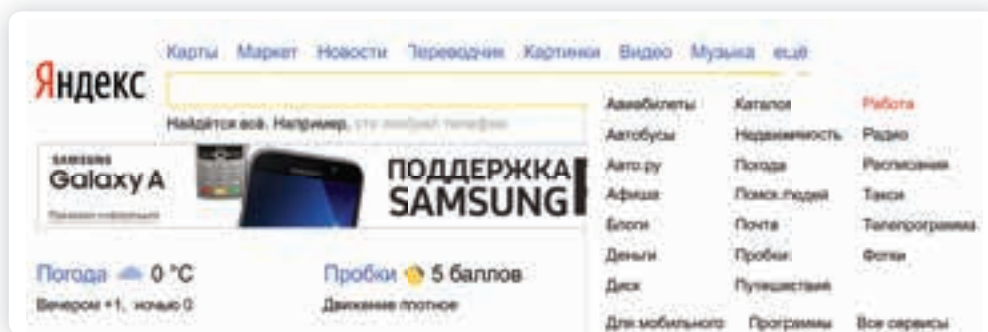 Карты Маркет Новости Переводчик Картинки Видео Музыка ещё
Яндекс
Найдётся всё. Например,
Авиабилеты Каталог Работа
Автобусы Недвижимость Радио
Авто.ру Погода Расписания
Афиша Поиск людей Такси
Блоги Почта Телепрограмма
Деньги Пробки Фотки
Диск Путешествия
Для мобильного Программы Все сервисы
SAMSUNG
Galaxy A
ПОДДЕРЖКА
SAMSUNG
Погода 0 °C
Вечером +1, ночью 0
Пробки 5 баллов
Движение плотное